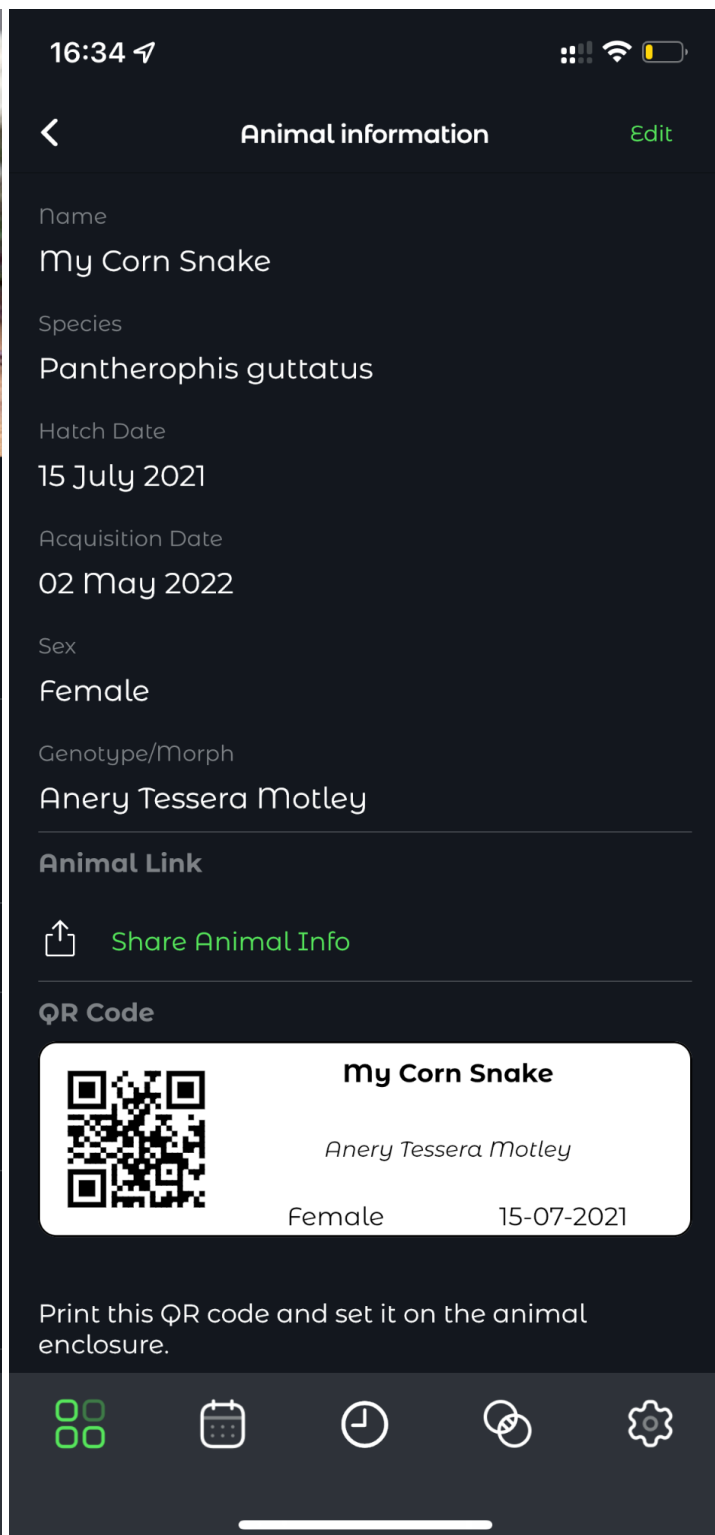 16:34
Animal information
Edit
Name
My Corn Snake
Species
Pantherophis guttatus
Hatch Date
15 July 2021
Acquisition Date
02 May 2022
Sex
Female
Genotype/Morph
Anery Tessera Motley
Animal Link
Share Animal Info
QR Code
My Corn Snake
Anery Tessera Motley
Female 15-07-2021
Print this QR code and set it on the animal
enclosure.